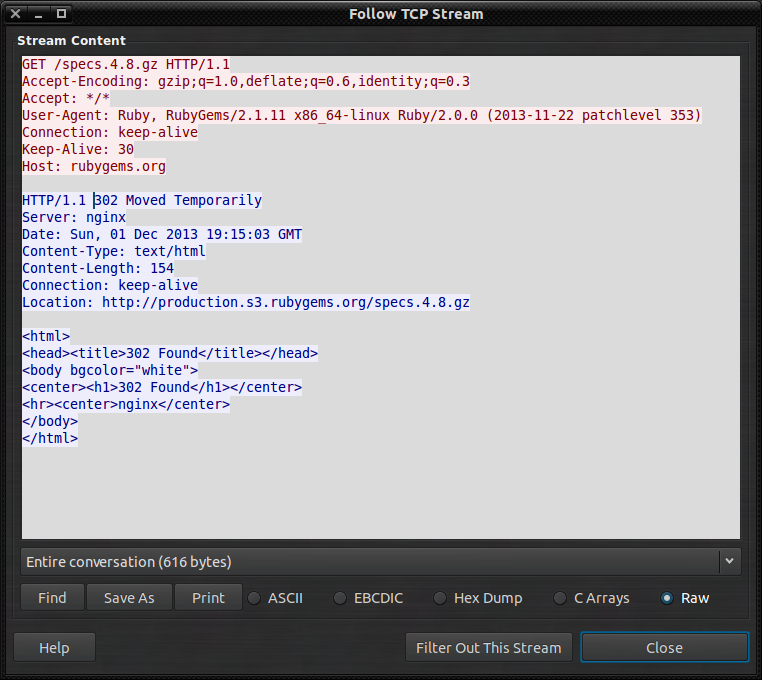 Follow TCP Stream
Stream Content
GET /specs.4.8.gz HTTP/1.1
Accept-Encoding: gzip;q=1.0,deflate;q=0.6,identity;q=0.3
Accept: */*
User-Agent: Ruby, RubyGems/2.1.11 x86_64-linux Ruby/2.0.0 (2013-11-22 patchlevel 353)
Connection: keep-alive
Keep-Alive: 30
Host: rubygems.org
HTTP/1.1 302 Moved Temporarily
Server: nginx
Date: Sun, 01 Dec 2013 19:15:03 GMT
Content-Type: text/html
Content-Length: 154
Connection: keep-alive
Location: http://production.s3.rubygems.org/specs.4.8.gz
<html>
<head><title>302 Found</title></head>
<body bgcolor="white">
<center><h1>302 Found</h1></center>
<hr><center>nginx</center>
</body>
</html>
Entire conversation (616 bytes)
Find Save As Print ASCII EBCDIC Hex Dump C Arrays Raw
Help Filter Out This Stream Close